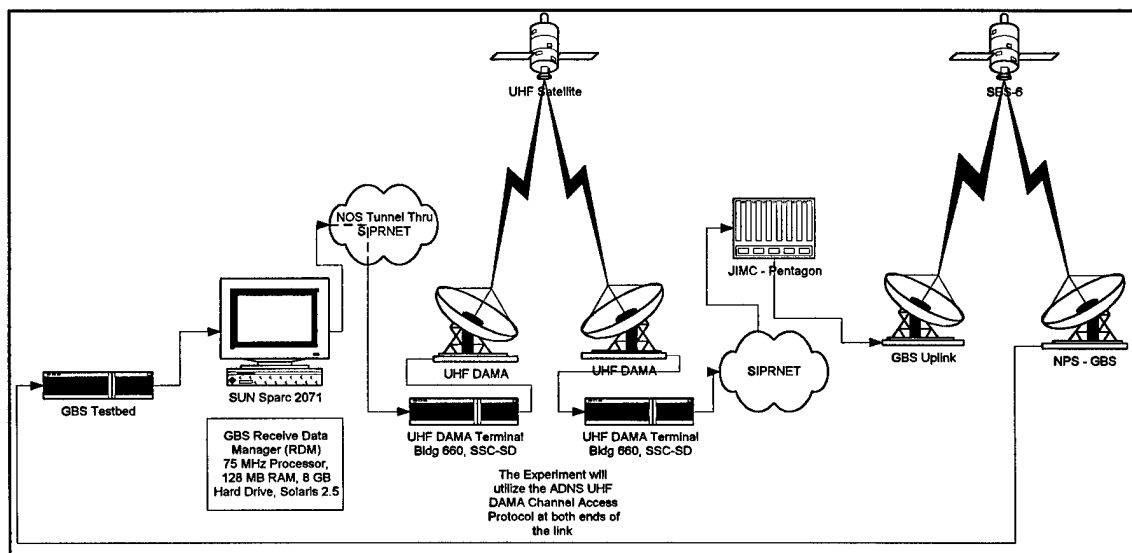 UHF Satellite
SBS-6
NOS Tunnel Thru
SIPRNET
JIMC - Pentagon
GBS Testbed
SUN Sparc 2071
UHF DAMA
UHF DAMA
SIPRNET
GBS Uplink
NPS - GBS
GBS Receive Data
Manager (RDM)
75 MHz Processor,
128 MB RAM, 8 GB
Hard Drive, Solaris 2.5
UHF DAMA Terminal
Bldg 660, SSC-SD
UHF DAMA Terminal
Bldg 660, SSC-SD
The Experiment will
utilize the ADNS UHF
DAMA Channel Access
Protocol at both ends of
the link